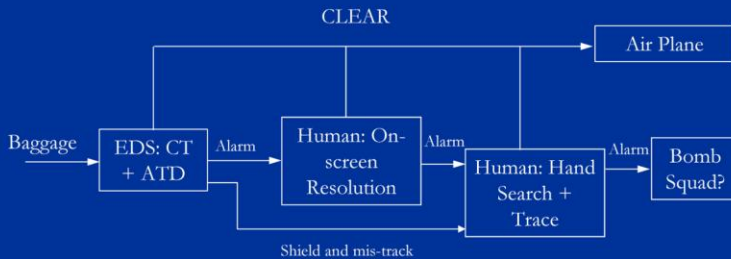 CLEAR
Air Plane
Baggage
EDS: CT
+ ATD
Alarm
Human: On-
screen
Resolution
Alarm
Human: Hand
Search +
Trace
Alarm
Bomb
Squad?
Shield and mis-track